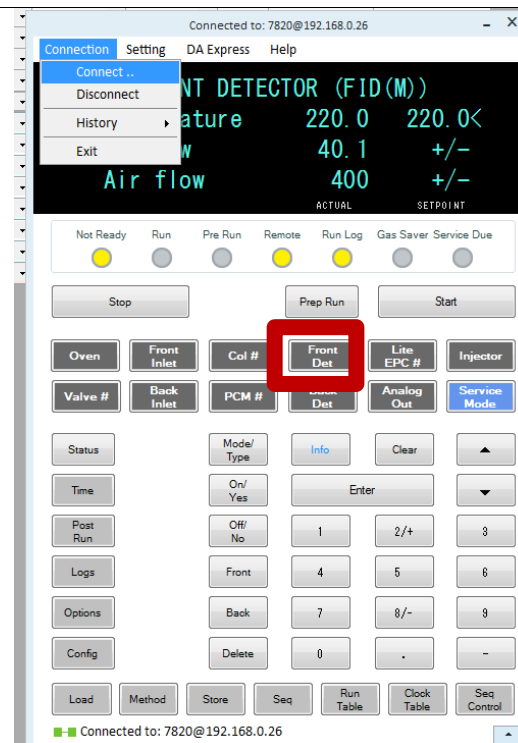 Connected to: 7820@192.168.0.26
Connection Setting DA Express Help
Connect ..
Disconnect
History
Exit
NT DETECTOR (FID(M))
ature 220.0 220.0<
w 40.1 +/-
Air flow 400 +/-
ACTUAL SETPOINT
Not Ready Run Pre Run Remote Run Log Gas Saver Service Due
Stop Prep Run Start
Oven Front Inlet Col # Front Det Lite EPC # Injector
Valve # Back Inlet PCM # Back Det Analog Out Service Mode
Status Mode/ Type Info Clear
Time On/ Yes Enter
Post Run Off/ No 1 2/+ 3
Logs Front 4 5 6
Options Back 7 8/- 9
Config Delete 0 . -
Load Method Store Seq Run Table Clock Table Seq Control
Connected to: 7820@192.168.0.26